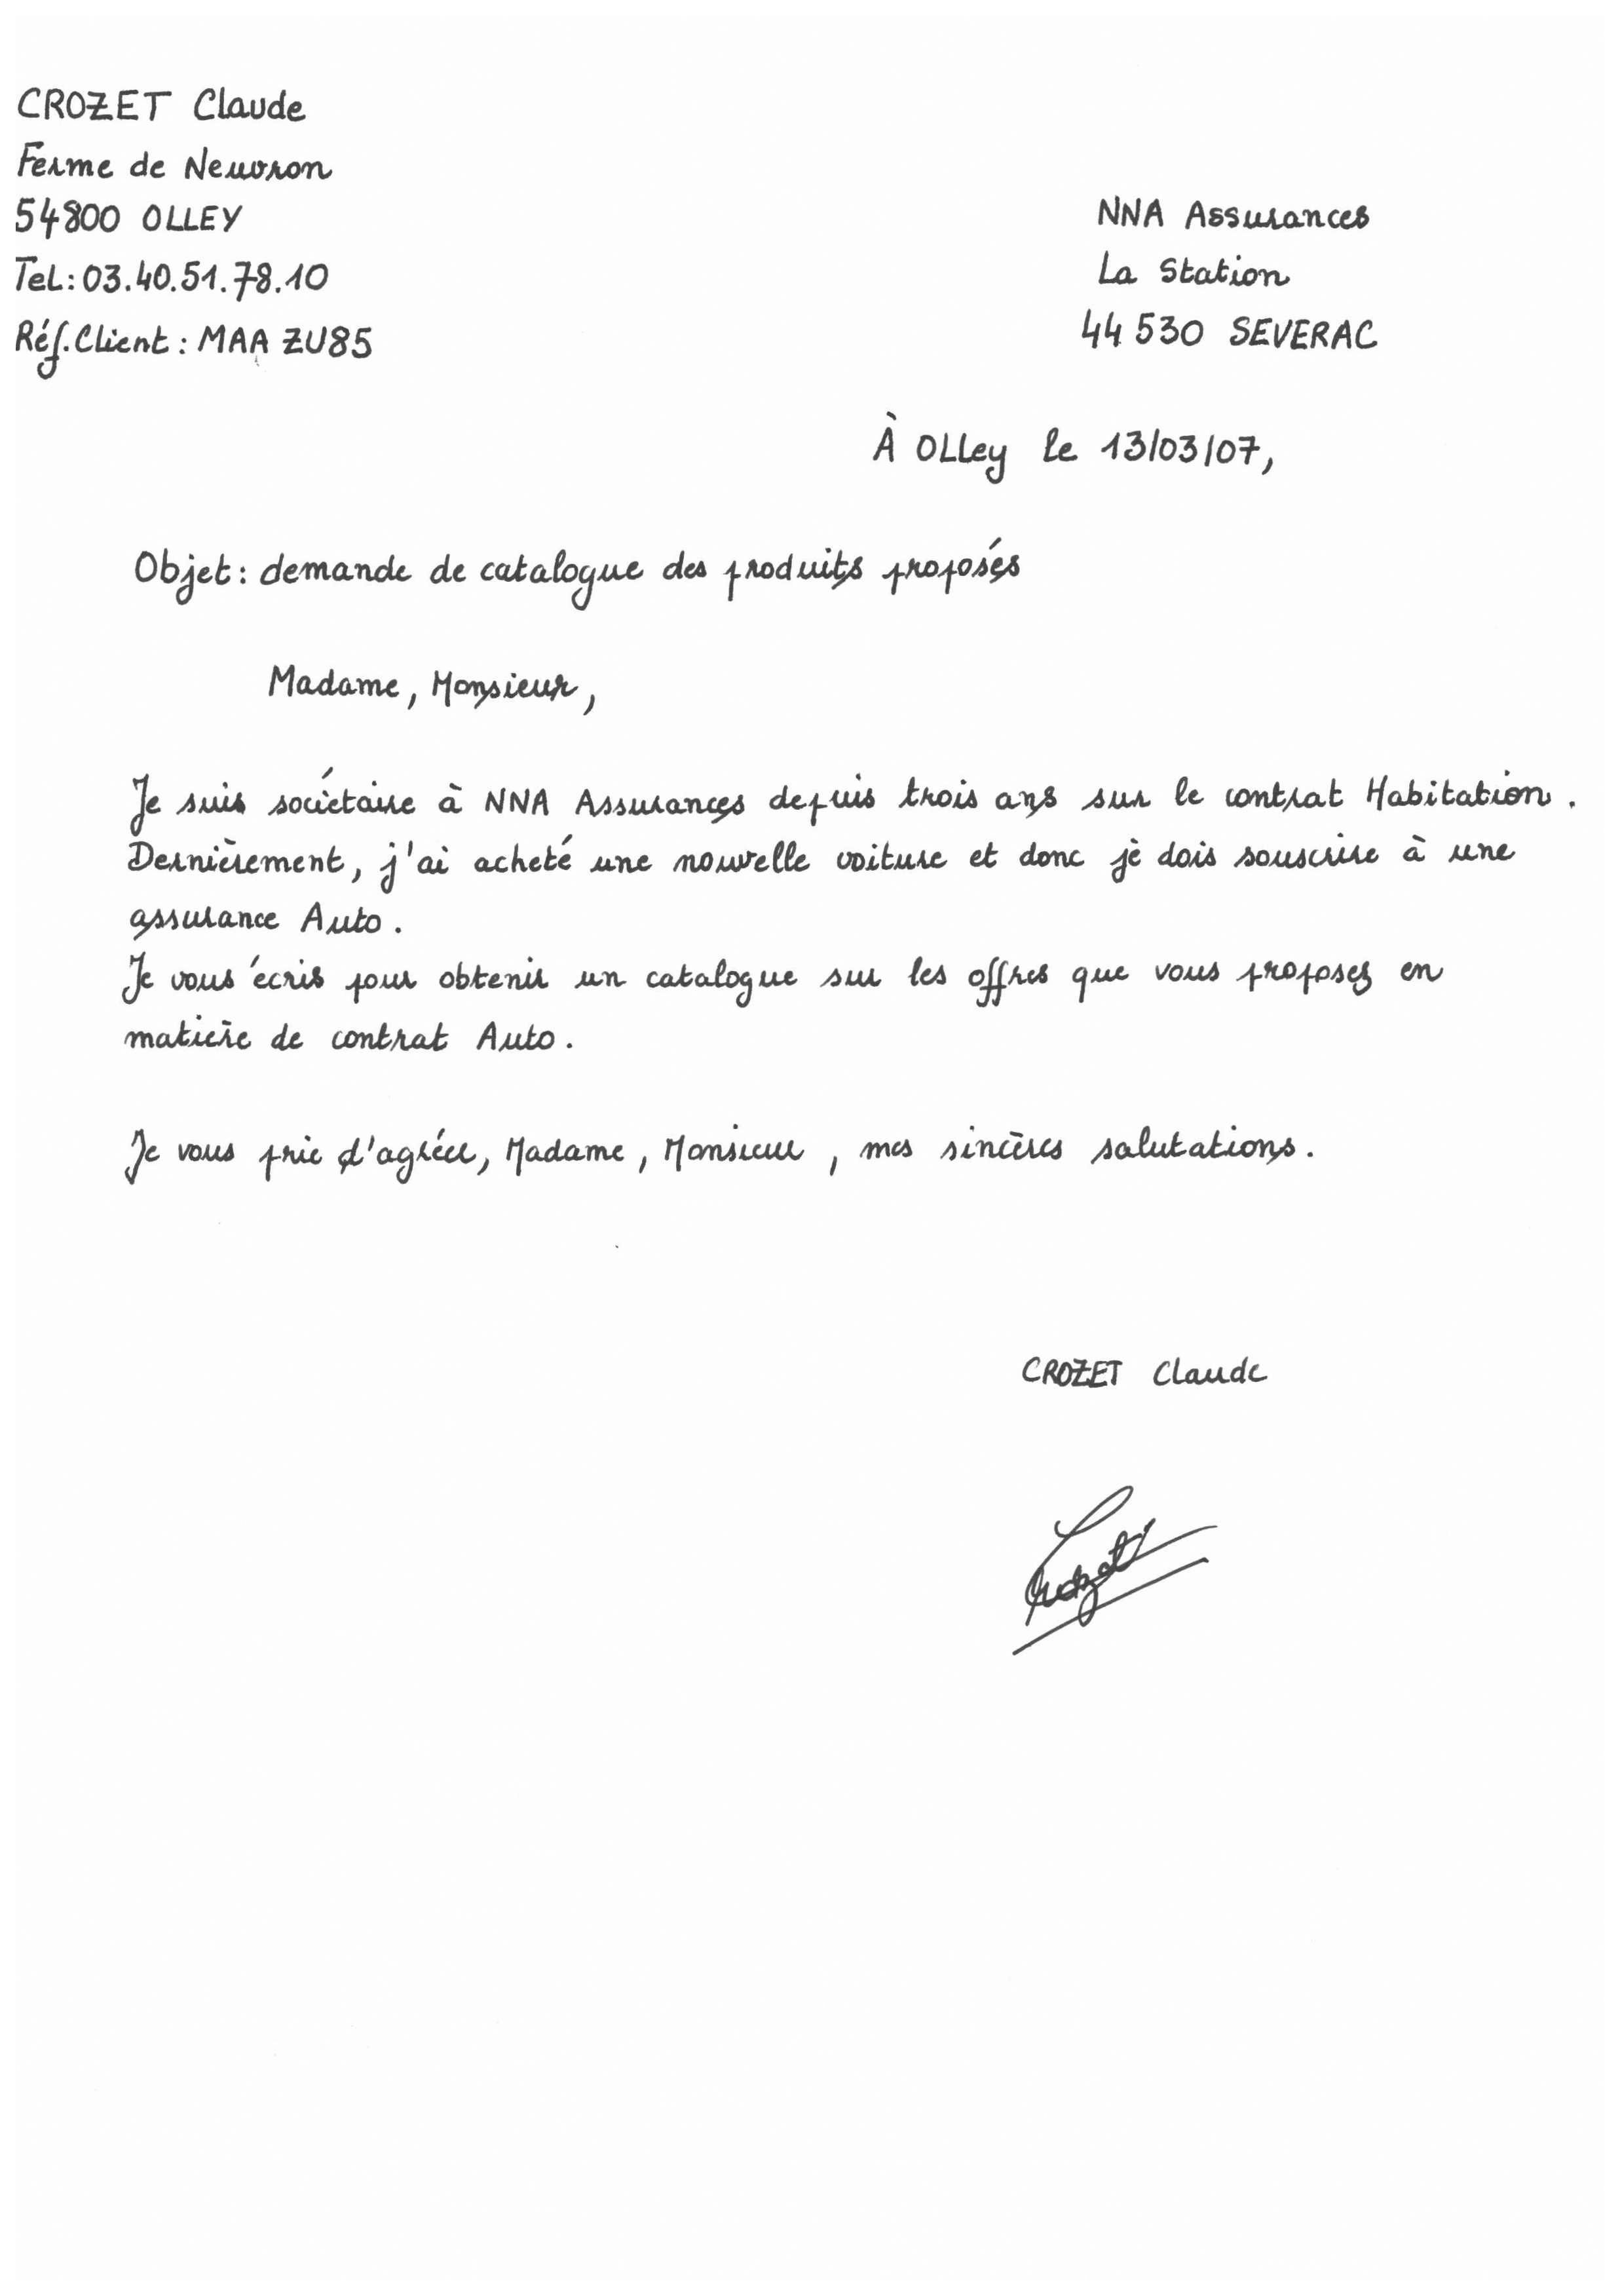 CROZET Claude
Ferme de Neuvron
54800 OLLEY
Tel: 03.40.51.78.10
Réf. Client : MAA ZU85
NNA Assurances
La Station
44 530 SEVERAC
À OLLey le 13/03/07,
Objet : demande de catalogue des produits proposés
Madame, Monsieur,
Je suis sociétaire à NNA Assurances depuis trois ans sur le contrat Habitation.
Dernièrement, j'ai acheté une nouvelle voiture et donc je dois souscrire à une
assurance Auto.
Je vous écris pour obtenir un catalogue sur les offres que vous proposez en
matière de contrat Auto.
Je vous prie d'agréer, Madame, Monsieur, mes sincères salutations.
CROZET Claude
Crozet